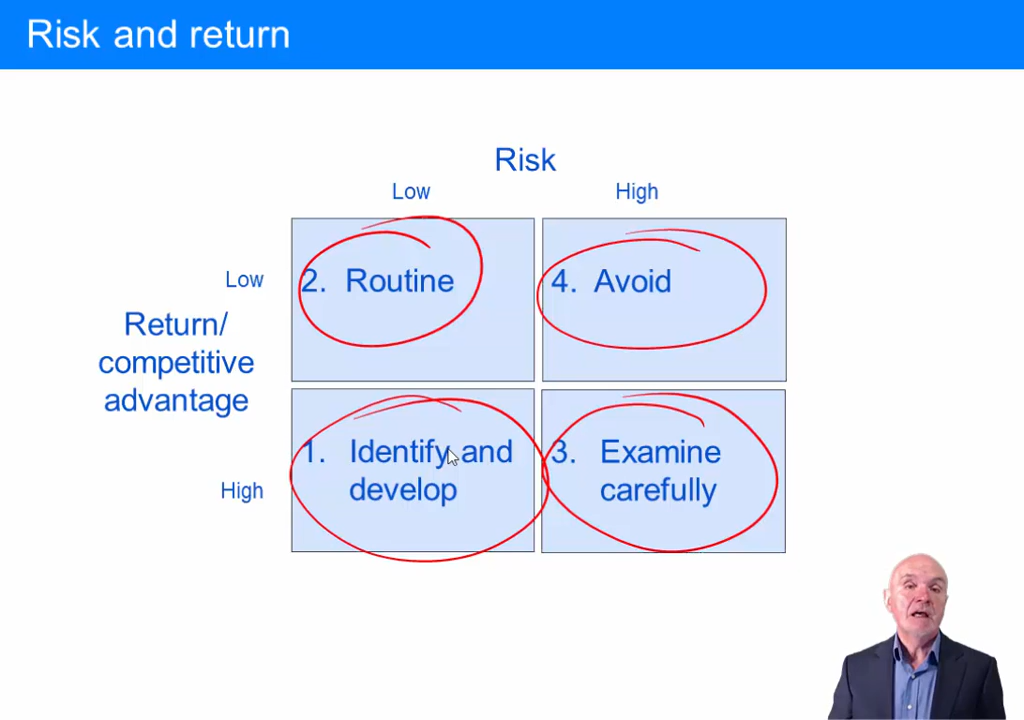 Risk and return
Risk
Low
High
Low
2. Routine
4. Avoid
Return/
competitive
advantage
1. Identify and
develop
3. Examine
carefully
High